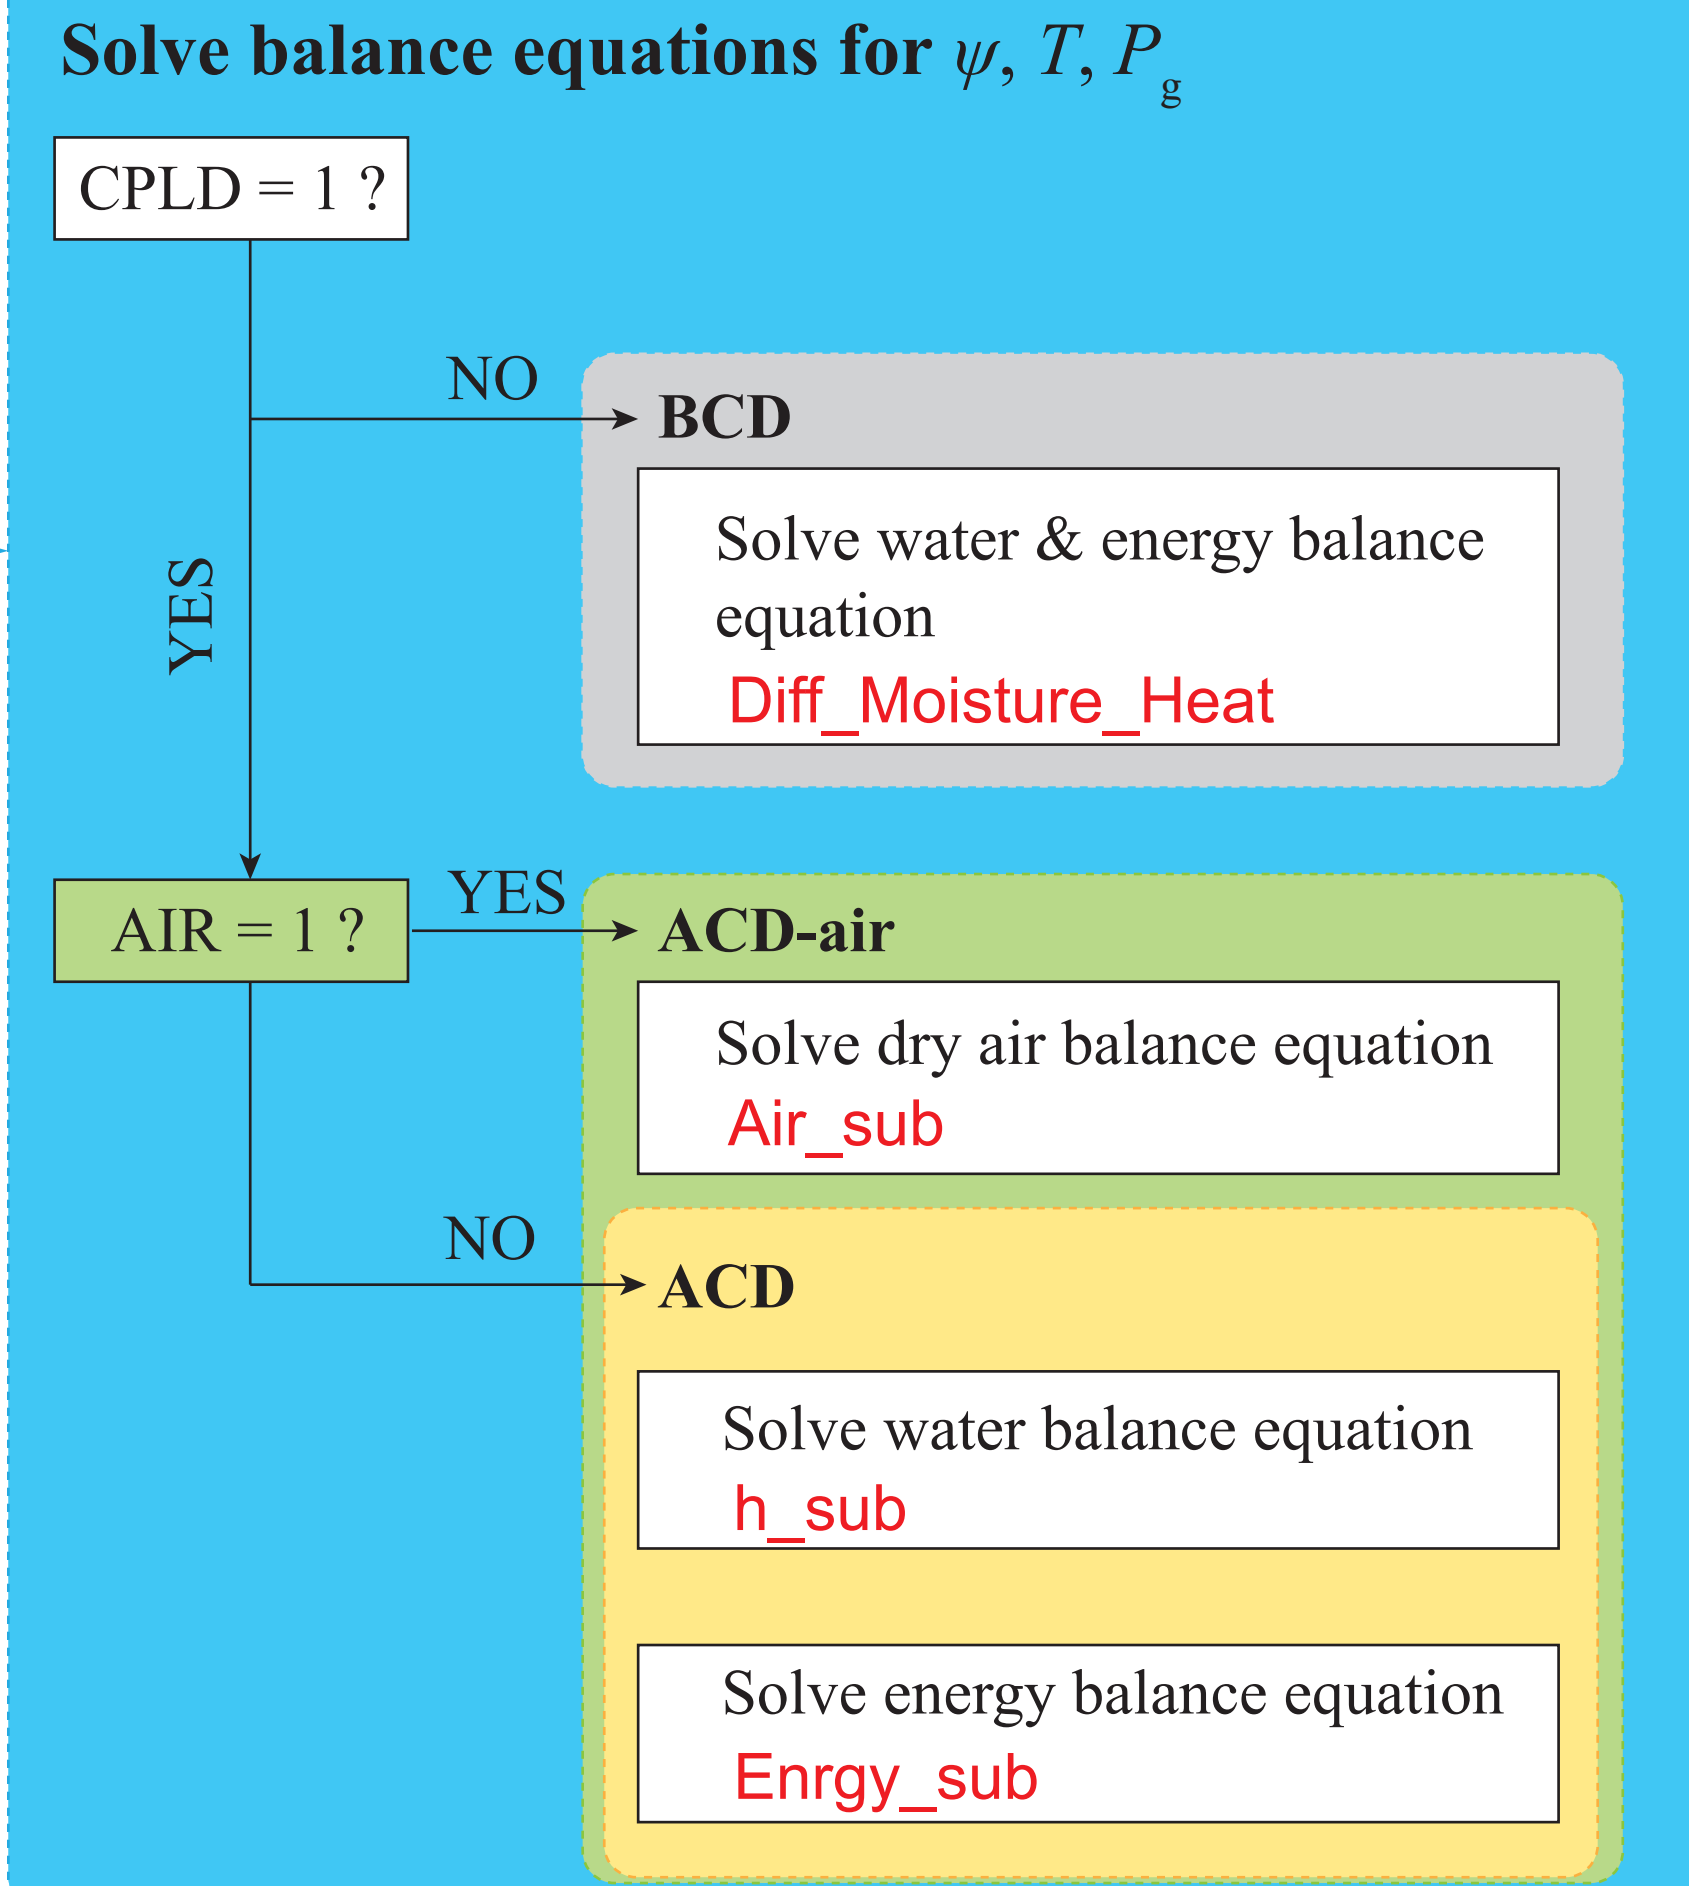 Solve balance equations for ψ, T, Pg
CPLD = 1 ?
NO
BCD
Solve water & energy balance
equation
Diff_Moisture_Heat
YES
AIR = 1 ?
YES
ACD-air
Solve dry air balance equation
Air_sub
NO
ACD
Solve water balance equation
h_sub
Solve energy balance equation
Enrgy_sub